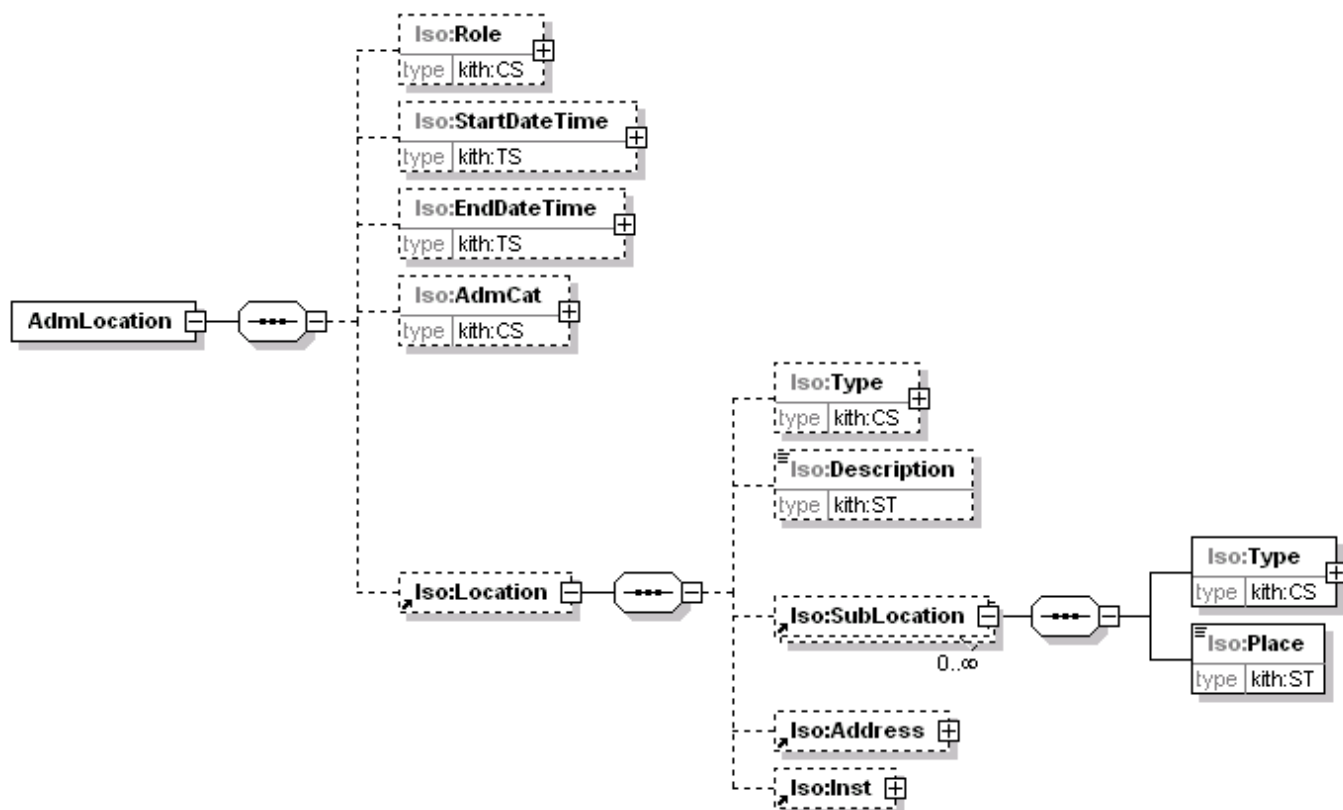 Iso:Role
type kith:CS
Iso:StartDateTime
type kith:TS
Iso:EndDateTime
type kith:TS
Iso:AdmCat
type kith:CS
AdmLocation
Iso:Type
type kith:CS
Iso:Description
type kith:ST
Iso:Location
Iso:SubLocation
0..∞
Iso:Type
type kith:CS
Iso:Place
type kith:ST
Iso:Address
Iso:Inst